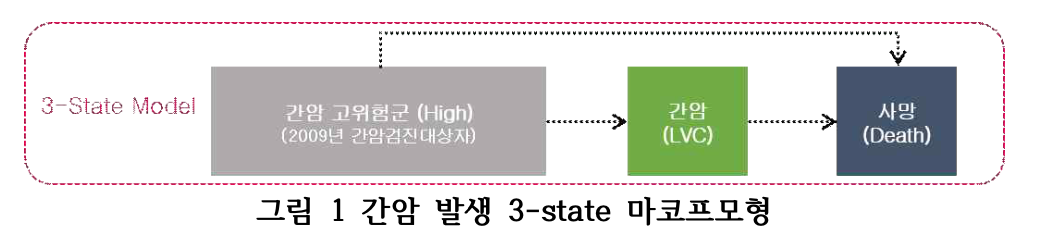 3-State Model
간암 고위험군 (High)
(2009년 간암검진대상자)
간암
(LVC)
사망
(Death)
그림 1 간암 발생 3-state 마코프모형